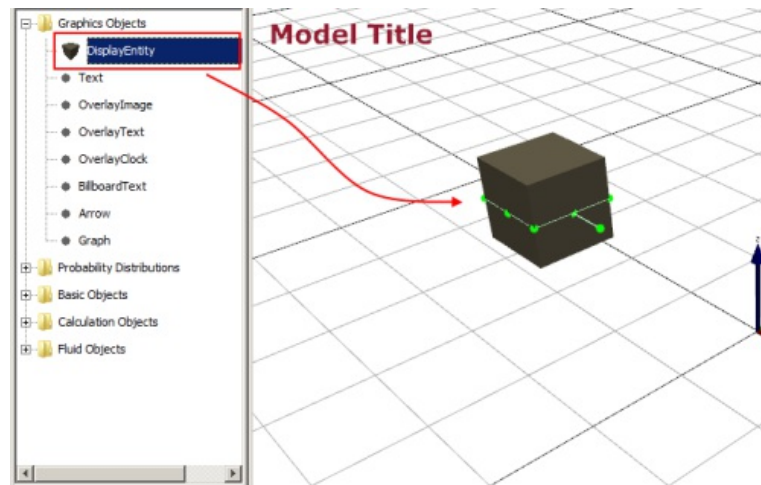 Graphics Objects
DisplayEntity
Text
OverlayImage
OverlayText
OverlayClock
BillboardText
Arrow
Graph
Probability Distributions
Basic Objects
Calculation Objects
Fluid Objects
Model Title
z